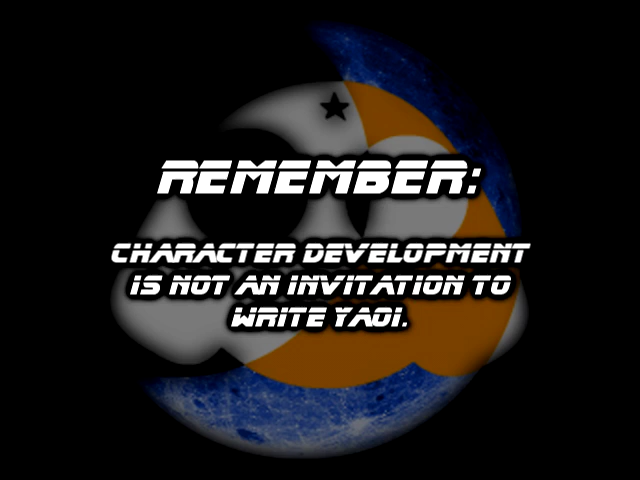 REMEMBER:
CHARACTER DEVELOPMENT
IS NOT AN INVITATION TO
WRITE YAOI.